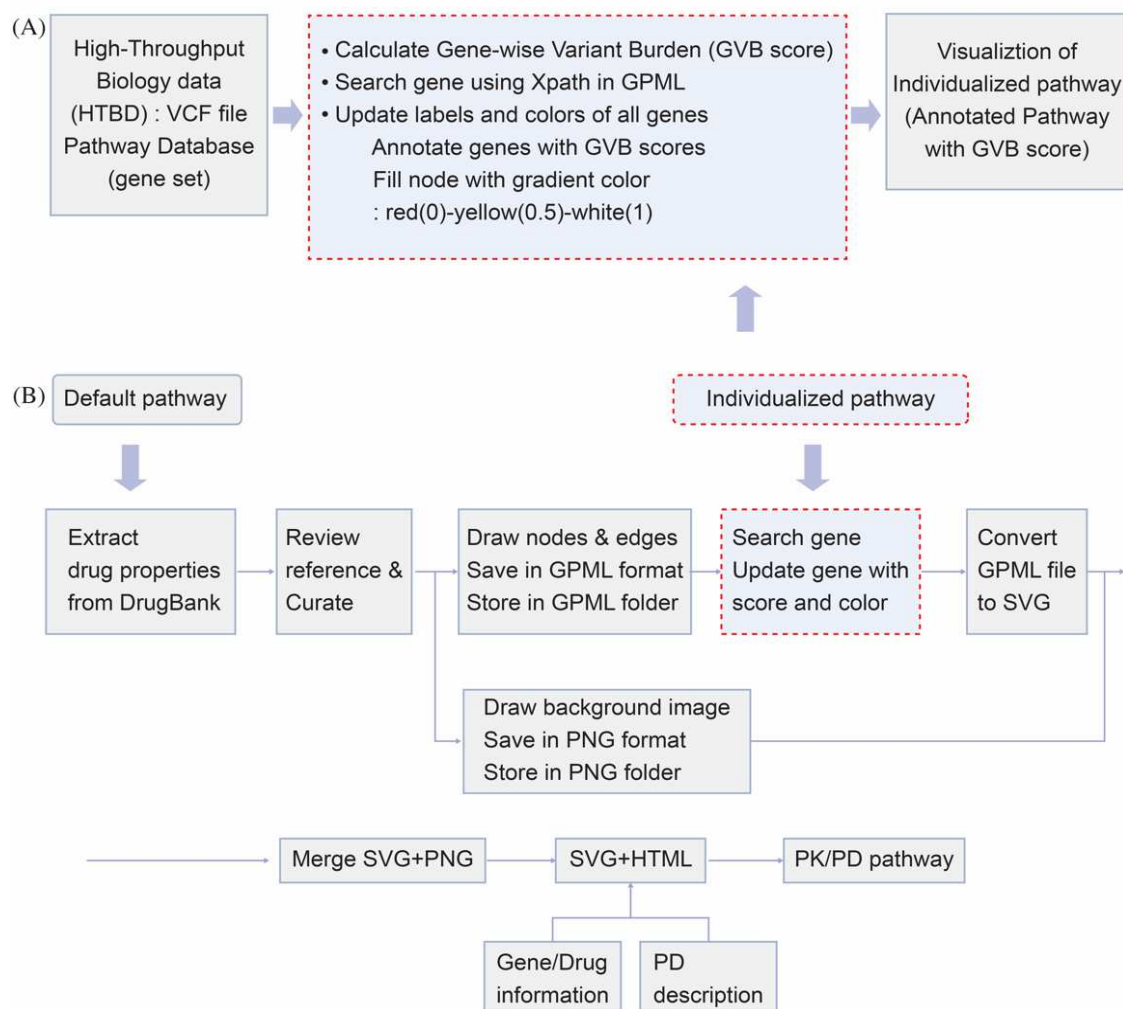 (A)
High-Throughput
Biology data
(HTBD) : VCF file
Pathway Database
(gene set)
• Calculate Gene-wise Variant Burden (GVB score)
• Search gene using Xpath in GPML
• Update labels and colors of all genes
Annotate genes with GVB scores
Fill node with gradient color
: red(0)-yellow(0.5)-white(1)
Visualiztion of
Individualized pathway
(Annotated Pathway
with GVB score)
(B)
Default pathway
Individualized pathway
Extract
drug properties
from DrugBank
Review
reference &
Curate
Draw nodes & edges
Save in GPML format
Store in GPML folder
Search gene
Update gene with
score and color
Convert
GPML file
to SVG
Draw background image
Save in PNG format
Store in PNG folder
Merge SVG+PNG
SVG+HTML
PK/PD pathway
Gene/Drug
information
PD
description